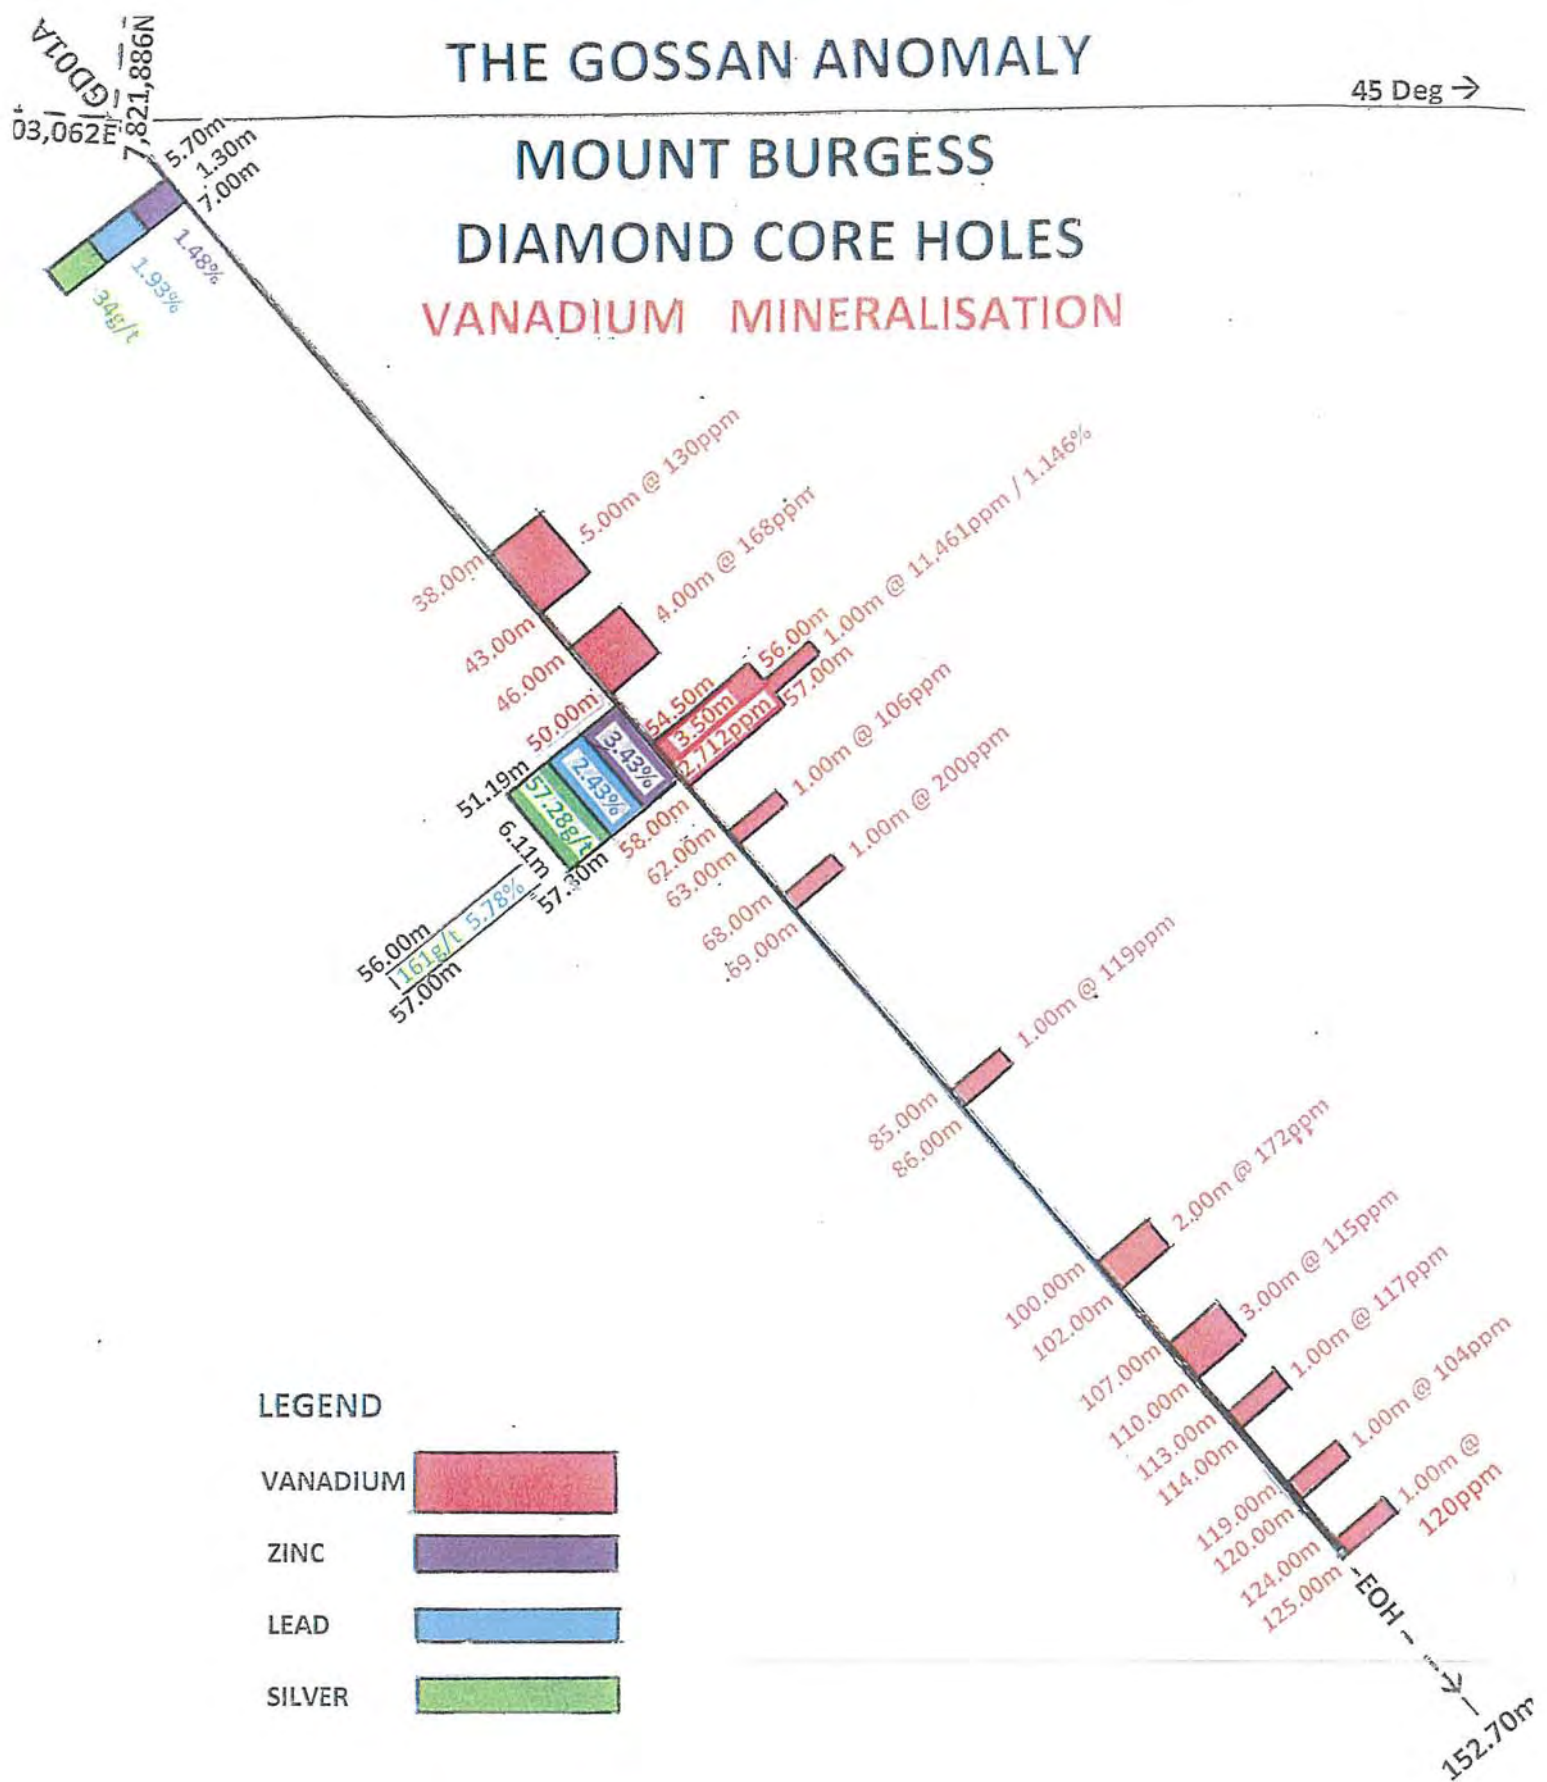 THE GOSSAN ANOMALY
45 Deg →
GD01A
7,821,886N
03,062E
MOUNT BURGESS
DIAMOND CORE HOLES
VANADIUM MINERALISATION
5.70m
1.30m
7.00m
1.48%
1.93%
34g/t
38.00m
5.00m @ 130ppm
43.00m
46.00m
4.00m @ 168ppm
50.00m
54.50m
3.50m
2,712ppm
56.00m
1.00m @ 11,461ppm / 1.146%
57.00m
58.00m
3.43%
2.43%
57.28g/t
51.19m
6.11m
57.30m
56.00m
161g/t 5.78%
57.00m
62.00m
1.00m @ 106ppm
63.00m
68.00m
1.00m @ 200ppm
69.00m
85.00m
1.00m @ 119ppm
86.00m
100.00m
2.00m @ 172ppm
102.00m
107.00m
3.00m @ 115ppm
110.00m
113.00m
1.00m @ 117ppm
114.00m
119.00m
1.00m @ 104ppm
120.00m
124.00m
1.00m @
120ppm
125.00m
EOH
152.70m
LEGEND
VANADIUM
ZINC
LEAD
SILVER